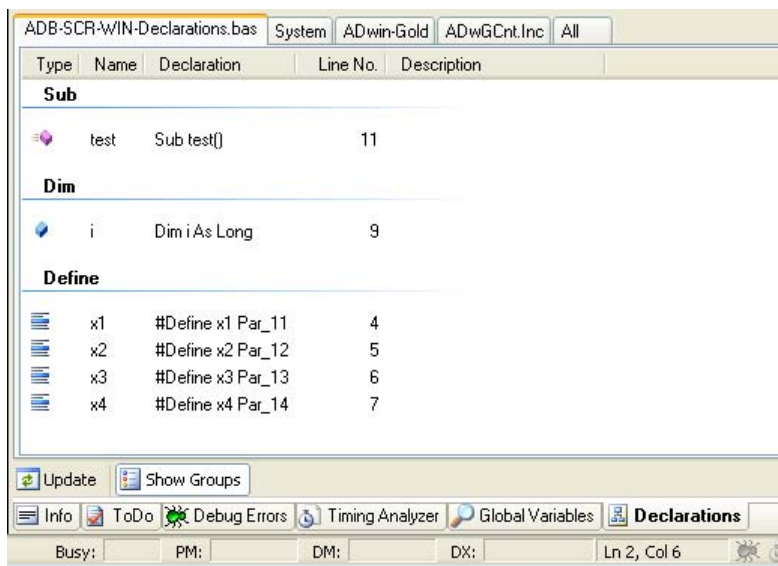 ADB-SCR-WIN-Declarations.bas System ADwin-Gold ADwGCnt.Inc All
Type Name Declaration Line No. Description
Sub
test Sub test() 11
Dim
i Dim i As Long 9
Define
x1 #Define x1 Par_11 4
x2 #Define x2 Par_12 5
x3 #Define x3 Par_13 6
x4 #Define x4 Par_14 7
Update Show Groups
Info ToDo Debug Errors Timing Analyzer Global Variables Declarations
Busy: PM: DM: DX: Ln 2, Col 6